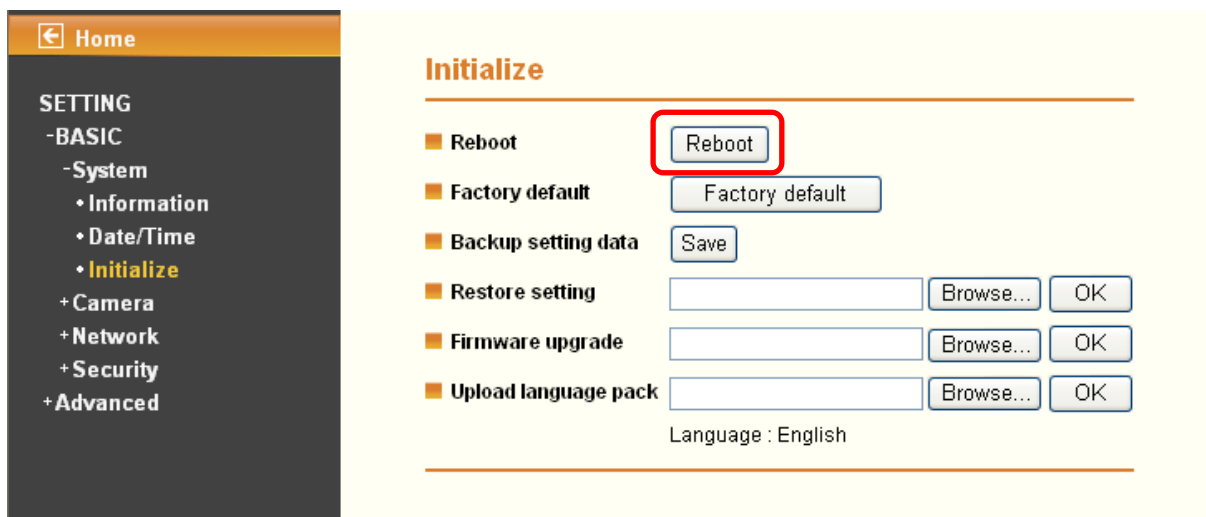 Home
SETTING
-BASIC
-System
•Information
•Date/Time
•Initialize
+Camera
+Network
+Security
+Advanced
Initialize
Reboot Reboot
Factory default Factory default
Backup setting data Save
Restore setting Browse... OK
Firmware upgrade Browse... OK
Upload language pack Browse... OK
Language : English